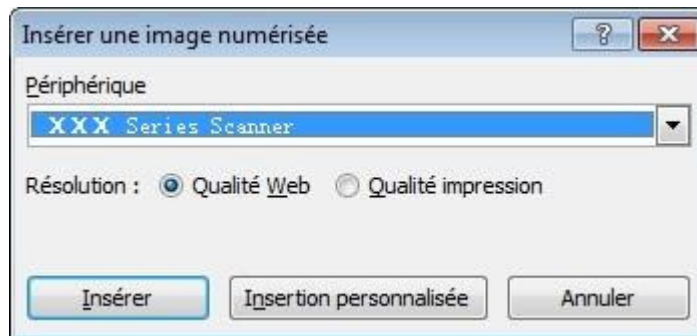 Insérer une image numérisée
Périphérique
XXX Series Scanner
Résolution : Qualité Web Qualité impression
Insérer Insertion personnalisée Annuler